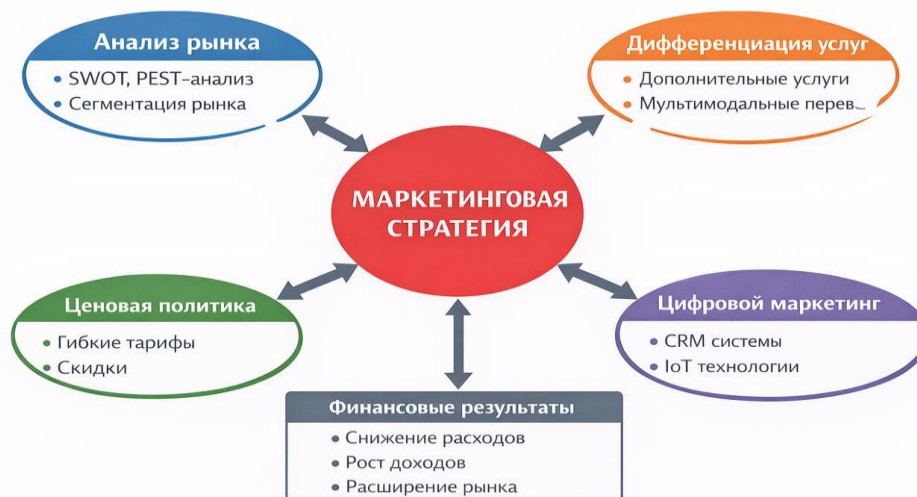 Анализ рынка
• SWOT, PEST-анализ
• Сегментация рынка
Дифференциация услуг
• Дополнительные услуги
• Мультимодальные перев...
МАРКЕТИНГОВАЯ
СТРАТЕГИЯ
Ценовая политика
• Гибкие тарифы
• Скидки
Цифровой маркетинг
• CRM системы
• IoT технологии
Финансовые результаты
• Снижение расходов
• Рост доходов
• Расширение рынка